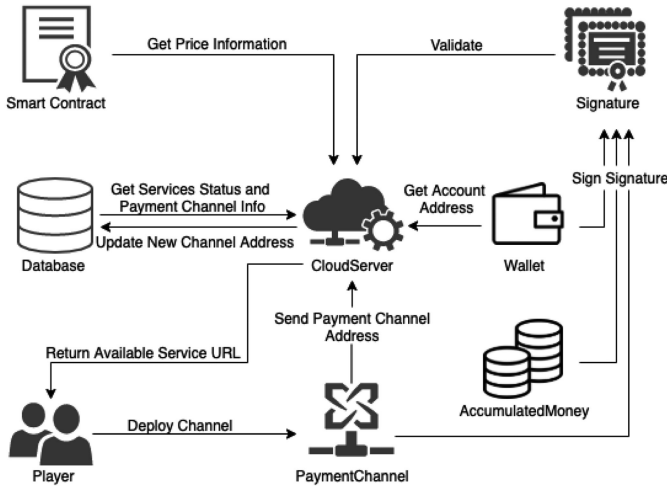 Get Price Information
Validate
Smart Contract
Signature
Sign Signature
Get Services Status and
Payment Channel Info
Get Account
Address
Update New Channel Address
Database
CloudServer
Wallet
Send Payment Channel
Address
Return Available Service URL
AccumulatedMoney
Deploy Channel
Player
PaymentChannel